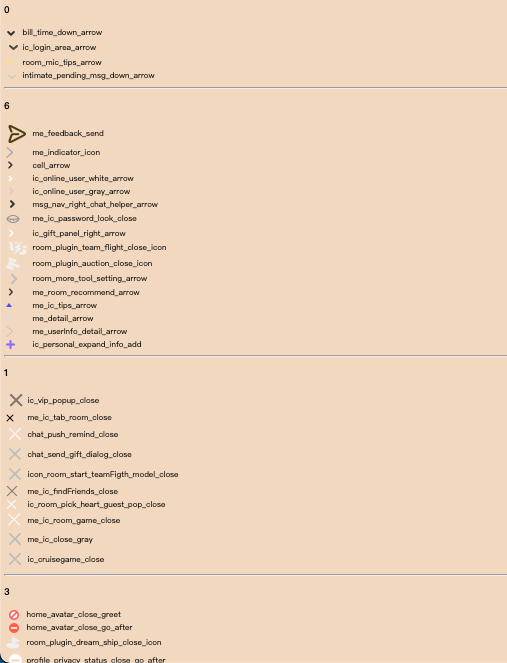 0
bill_time_down_arrow
ic_login_area_arrow
room_mic_tips_arrow
intimate_pending_msg_down_arrow
6
me_feedback_send
me_indicator_icon
cell_arrow
ic_online_user_white_arrow
ic_online_user_gray_arrow
msg_nav_right_chat_helper_arrow
me_ic_password_look_close
ic_gift_panel_right_arrow
room_plugin_team_flight_close_icon
room_plugin_auction_close_icon
room_more_tool_setting_arrow
me_room_recommend_arrow
me_ic_tips_arrow
me_detail_arrow
me_userInfo_detail_arrow
ic_personal_expand_info_add
1
ic_vip_popup_close
me_ic_tab_room_close
chat_push_remind_close
chat_send_gift_dialog_close
icon_room_start_teamFigth_model_close
me_ic_findFriends_close
ic_room_pick_heart_guest_pop_close
me_ic_room_game_close
me_ic_close_gray
ic_cruisegame_close
3
home_avatar_close_greet
home_avatar_close_go_after
room_plugin_dream_ship_close_icon
profile_privacy_status_close_go_after